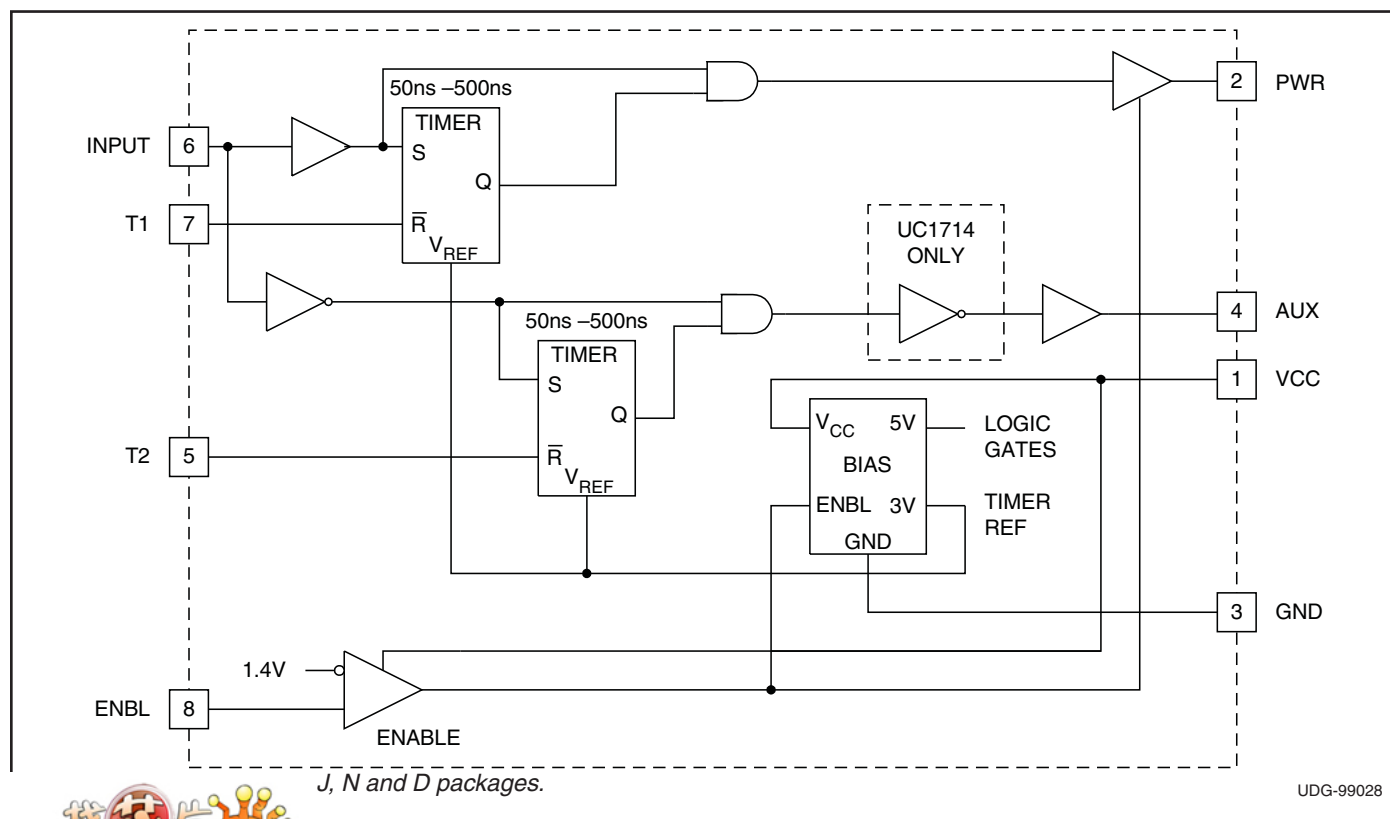 50ns –500ns
TIMER
S
Q
R
VREF
INPUT
6
T1
7
2
PWR
UC1714
ONLY
50ns –500ns
TIMER
S
Q
R
VREF
4
AUX
1
VCC
T2
5
VCC
5V
BIAS
ENBL
3V
GND
LOGIC
GATES
TIMER
REF
3
GND
1.4V
ENBL
8
ENABLE
J, N and D packages.
UDG-99028